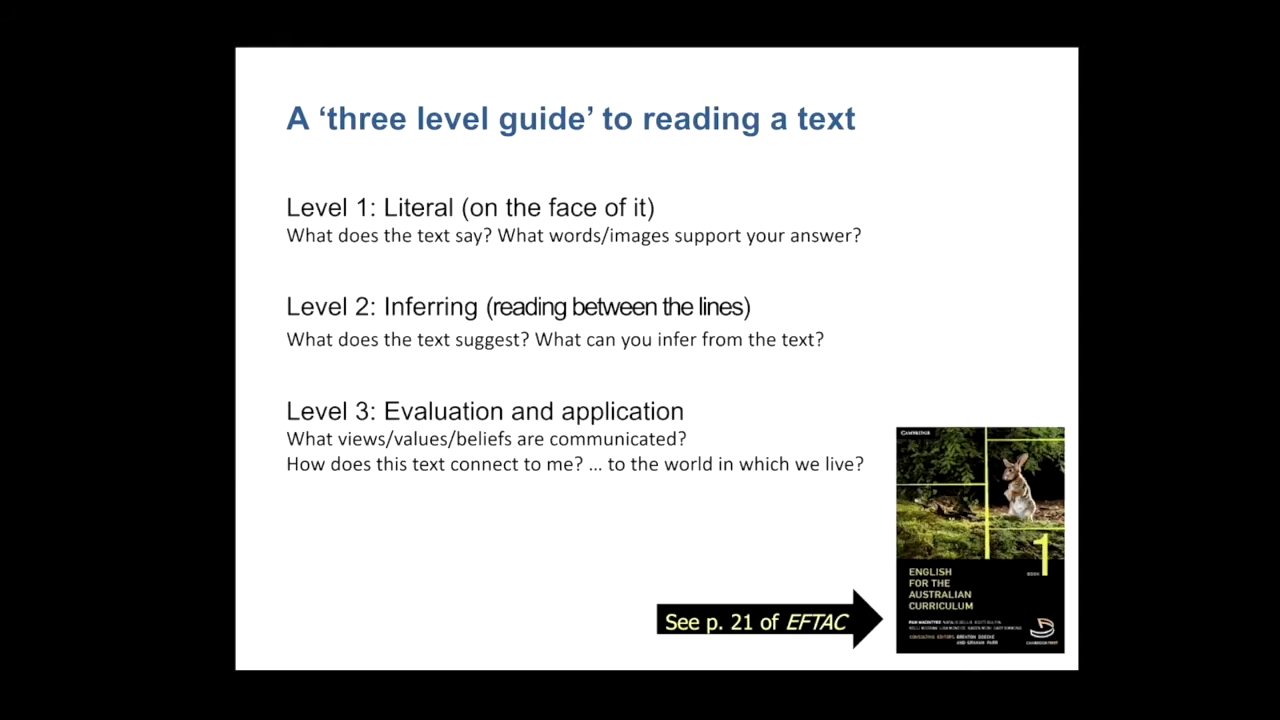 A ‘three level guide’ to reading a text
Level 1: Literal (on the face of it)
What does the text say? What words/images support your answer?
Level 2: Inferring (reading between the lines)
What does the text suggest? What can you infer from the text?
Level 3: Evaluation and application
What views/values/beliefs are communicated?
How does this text connect to me? ... to the world in which we live?
See p. 21 of EFTAC
CAMBRIDGE
BOOK 1
ENGLISH
FOR THE
AUSTRALIAN
CURRICULUM